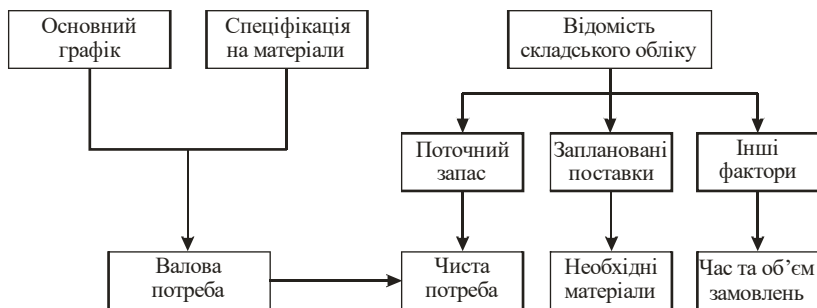 Основний
графік
Спеціфікація
на матеріали
Відомість
складського обліку
Поточний
запас
Заплановані
поставки
Інші
фактори
Валова
потреба
Чиста
потреба
Необхідні
матеріали
Час та об’єм
замовлень